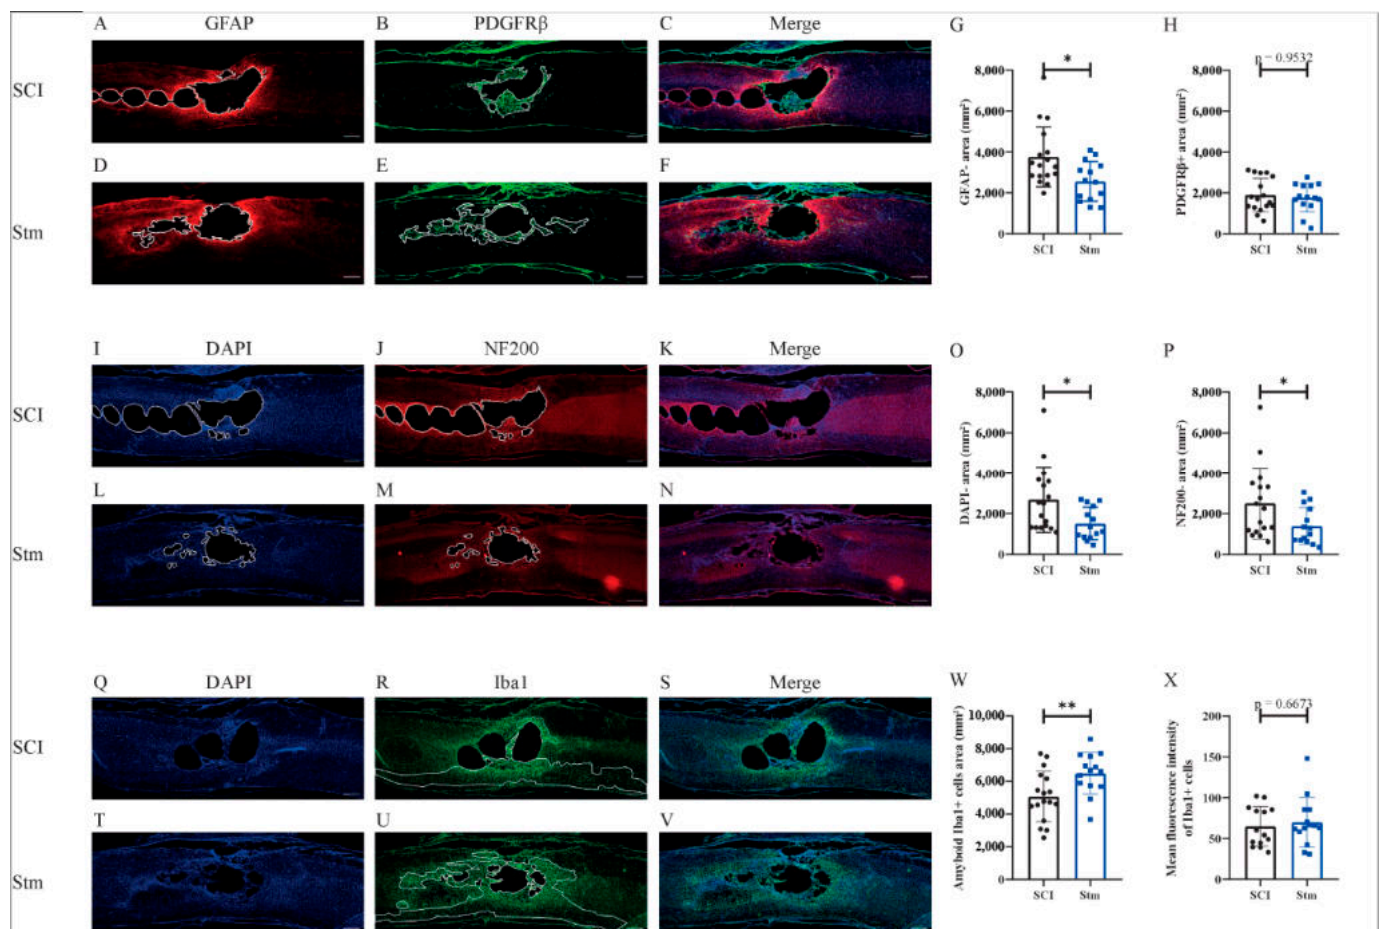 A GFAP B PDGFRβ C Merge G H
SCI
D E F
Stm
* 
8,000
6,000
4,000
2,000
0
GFAP- area (mm²)
SCI Stm
p = 0.9532
8,000
6,000
4,000
2,000
0
PDGFRβ+ area (mm²)
SCI Stm
I DAPI J NF200 K Merge O P
SCI
L M N
Stm
*
8,000
6,000
4,000
2,000
0
DAPI- area (mm²)
SCI Stm
*
8,000
6,000
4,000
2,000
0
NF200- area (mm²)
SCI Stm
Q DAPI R Iba1 S Merge W X
SCI
T U V
Stm
**
10,000
8,000
6,000
4,000
2,000
0
Amyboid Iba1+ cells area (mm²)
SCI Stm
p = 0.6673
200
150
100
50
0
Mean fluorescence intensity
of Iba1+ cells
SCI Stm